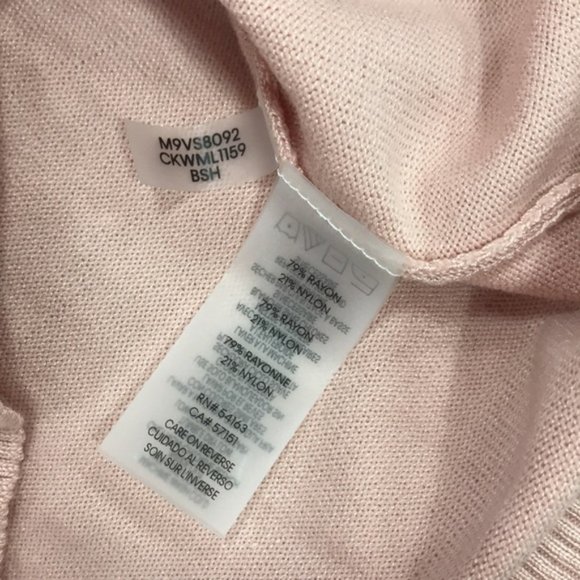 M9VS8092
CKWML1159
BSH
79% RAYON
21% NYLON
79% RAYON
21% NYLON
79% RAYONNE
21% NYLON
RN# 54163
CA# 57151
CARE ON REVERSE
CUIDADO AL REVERSO
SOIN SUR L'INVERSE